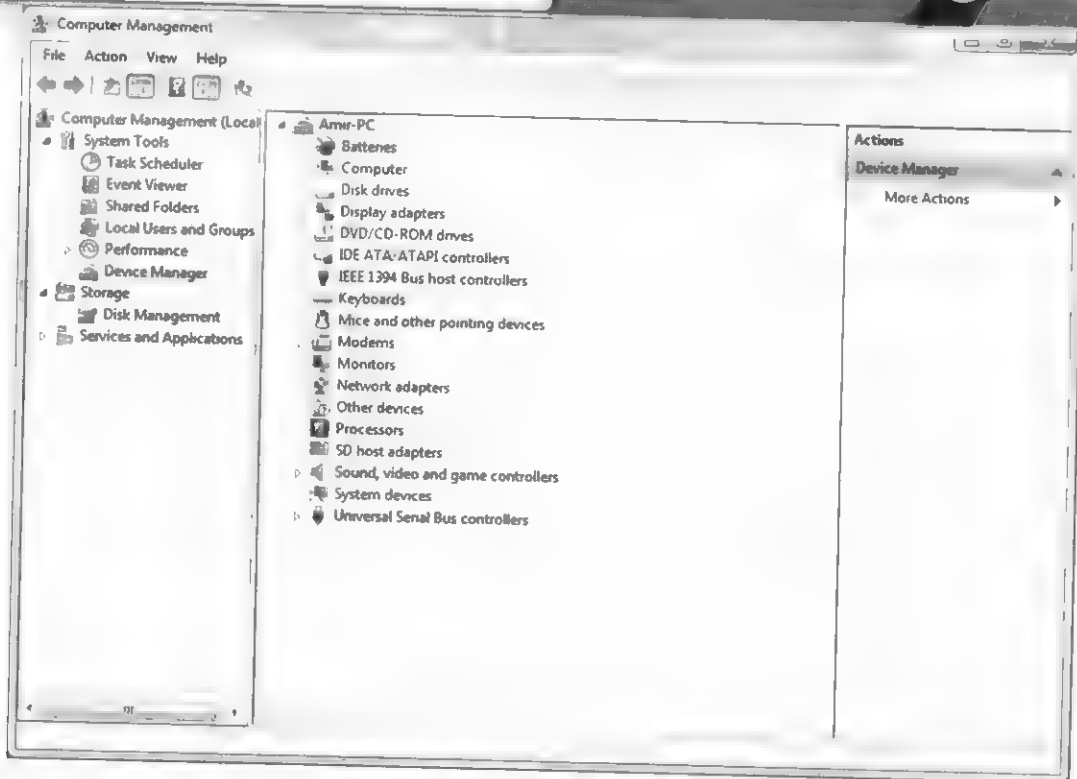 Computer Management
File Action View Help
Computer Management (Local
System Tools
Task Scheduler
Event Viewer
Shared Folders
Local Users and Groups
Performance
Device Manager
Storage
Disk Management
Services and Applications
Amir-PC
Batteries
Computer
Disk drives
Display adapters
DVD/CD-ROM drives
IDE ATA/ATAPI controllers
IEEE 1394 Bus host controllers
Keyboards
Mice and other pointing devices
Modems
Monitors
Network adapters
Other devices
Processors
SD host adapters
Sound, video and game controllers
System devices
Universal Serial Bus controllers
Actions
Device Manager
More Actions